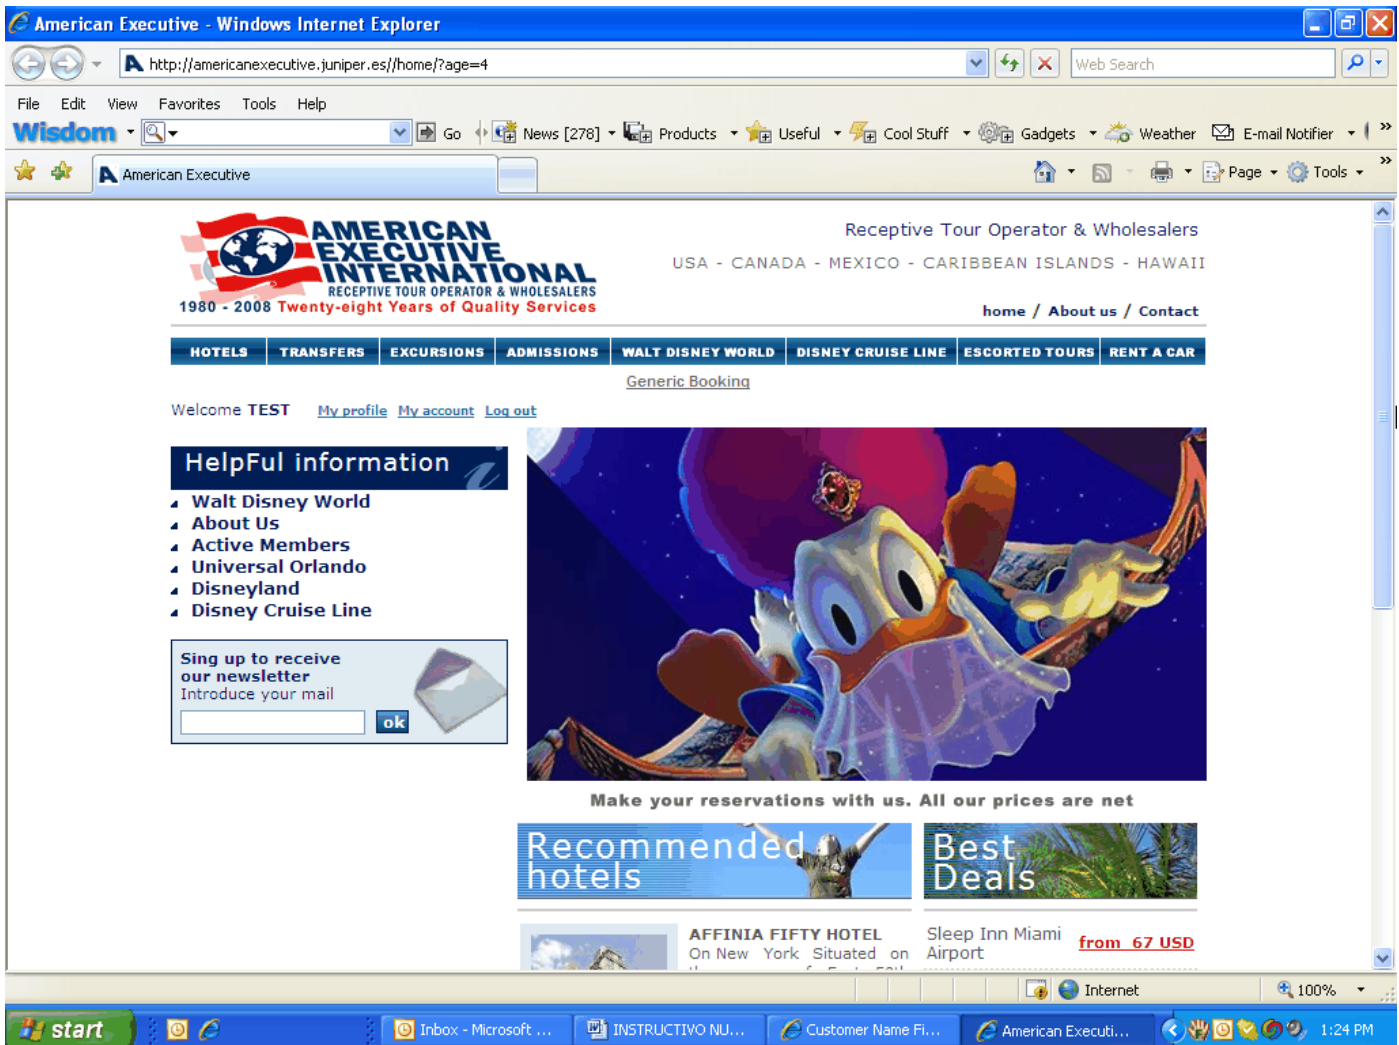 American Executive - Windows Internet Explorer
http://americanexecutive.juniper.es//home/?age=4
Web Search
File Edit View Favorites Tools Help
Wisdom Go News [278] Products Useful Cool Stuff Gadgets Weather E-mail Notifier
American Executive
Page Tools
AMERICAN
EXECUTIVE
INTERNATIONAL
RECEPTIVE TOUR OPERATOR & WHOLESALERS
1980 - 2008 Twenty-eight Years of Quality Services
Receptive Tour Operator & Wholesalers
USA - CANADA - MEXICO - CARIBBEAN ISLANDS - HAWAII
home / About us / Contact
HOTELS TRANSFERS EXCURSIONS ADMISSIONS WALT DISNEY WORLD DISNEY CRUISE LINE ESCORTED TOURS RENT A CAR
Generic Booking
Welcome TEST My profile My account Log out
HelpFul information
Walt Disney World
About Us
Active Members
Universal Orlando
Disneyland
Disney Cruise Line
Sing up to receive
our newsletter
Introduce your mail
ok
Make your reservations with us. All our prices are net
Recommended
hotels
Best
Deals
AFFINIA FIFTY HOTEL
On New York Situated on
Sleep Inn Miami
Airport
from 67 USD
Internet
100%
start
Inbox - Microsoft ...
INSTRUCTIVO NU...
Customer Name Fi...
American Executi...
1:24 PM